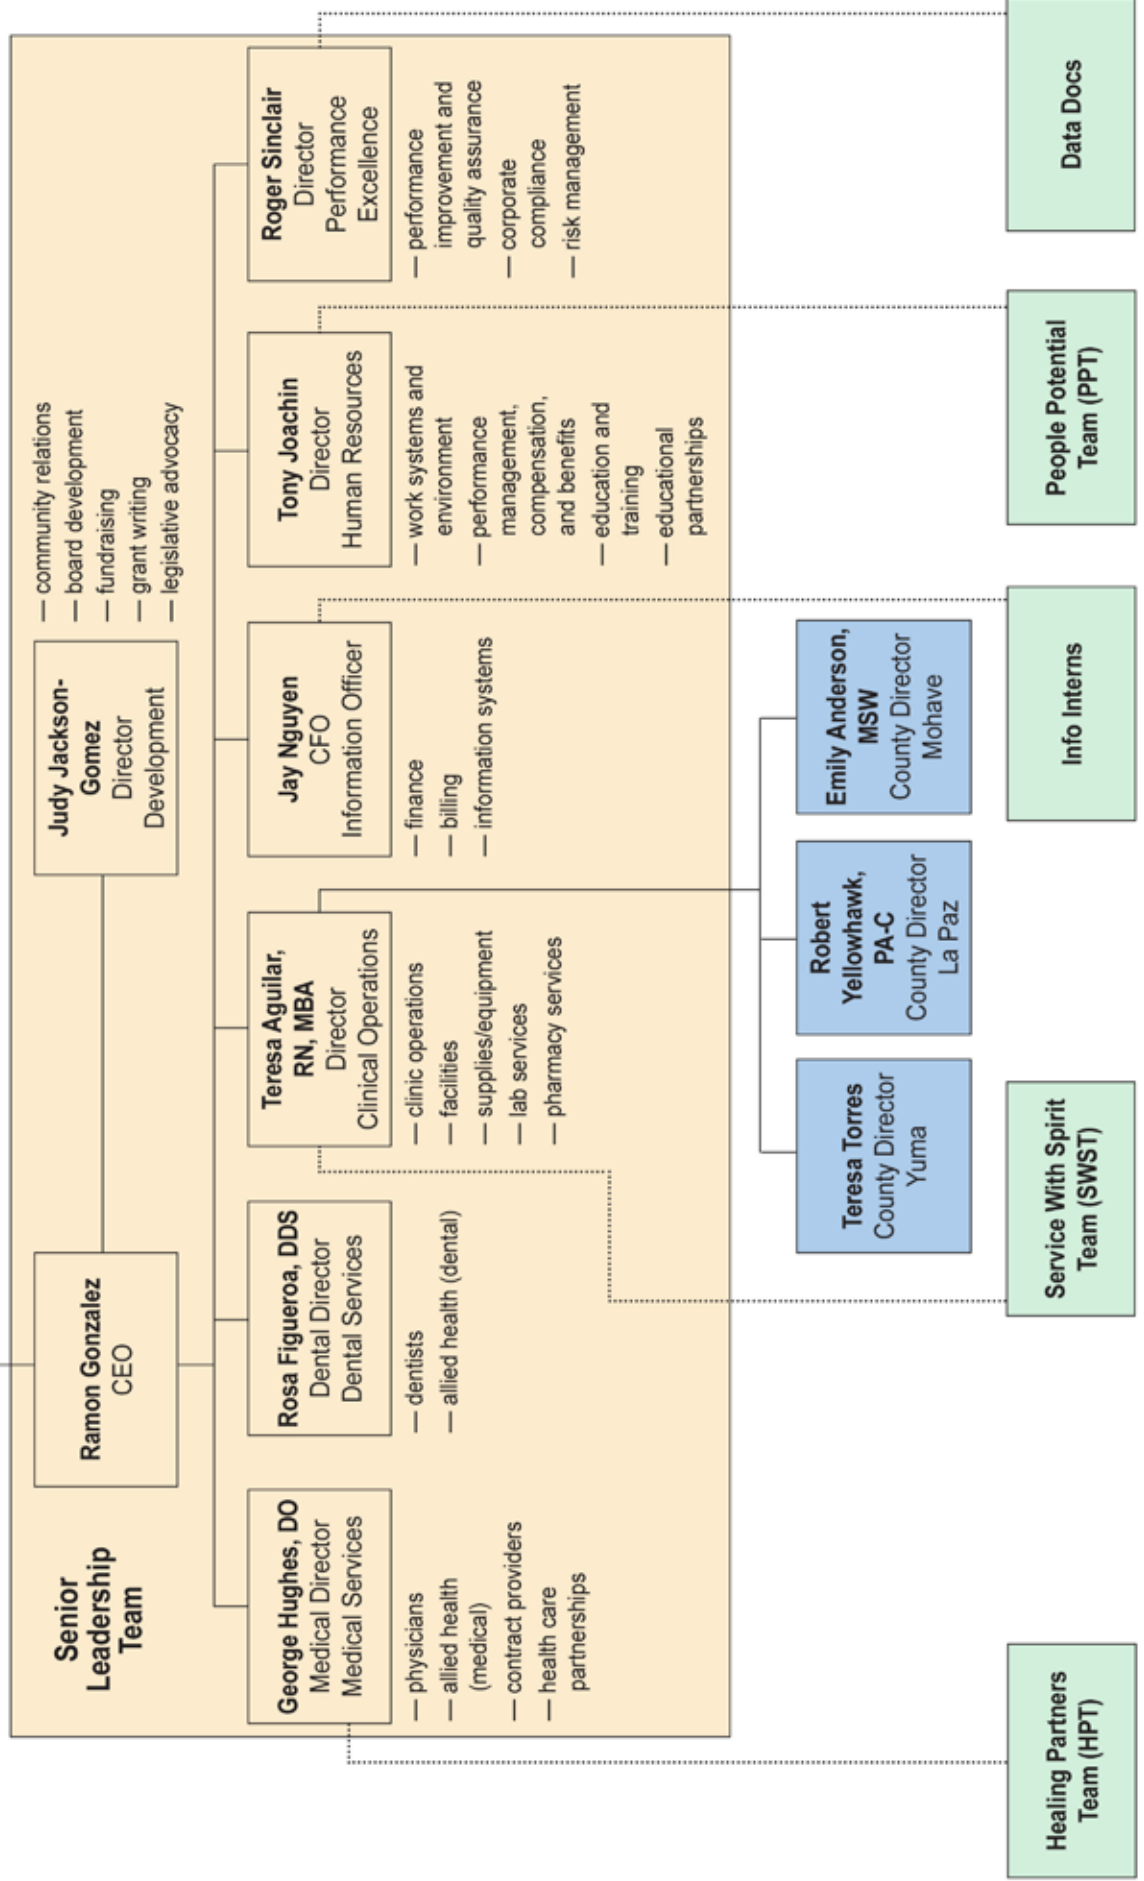 Senior
Leadership
Team
Ramon Gonzalez
CEO
Judy Jackson-
Gomez
Director
Development
— community relations
— board development
— fundraising
— grant writing
— legislative advocacy
George Hughes, DO
Medical Director
Medical Services
— physicians
— allied health
(medical)
— contract providers
— health care
partnerships
Rosa Figueroa, DDS
Dental Director
Dental Services
— dentists
— allied health (dental)
Teresa Aguilar,
RN, MBA
Director
Clinical Operations
— clinic operations
— facilities
— supplies/equipment
— lab services
— pharmacy services
Jay Nguyen
CFO
Information Officer
— finance
— billing
— information systems
Tony Joachin
Director
Human Resources
— work systems and
environment
— performance
management,
compensation,
and benefits
— education and
training
— educational
partnerships
Roger Sinclair
Director
Performance
Excellence
— performance
improvement and
quality assurance
— corporate
compliance
— risk management
Teresa Torres
County Director
Yuma
Robert
Yellowhawk,
PA-C
County Director
La Paz
Emily Anderson,
MSW
County Director
Mohave
Healing Partners
Team (HPT)
Service With Spirit
Team (SWST)
Info Interns
People Potential
Team (PPT)
Data Docs